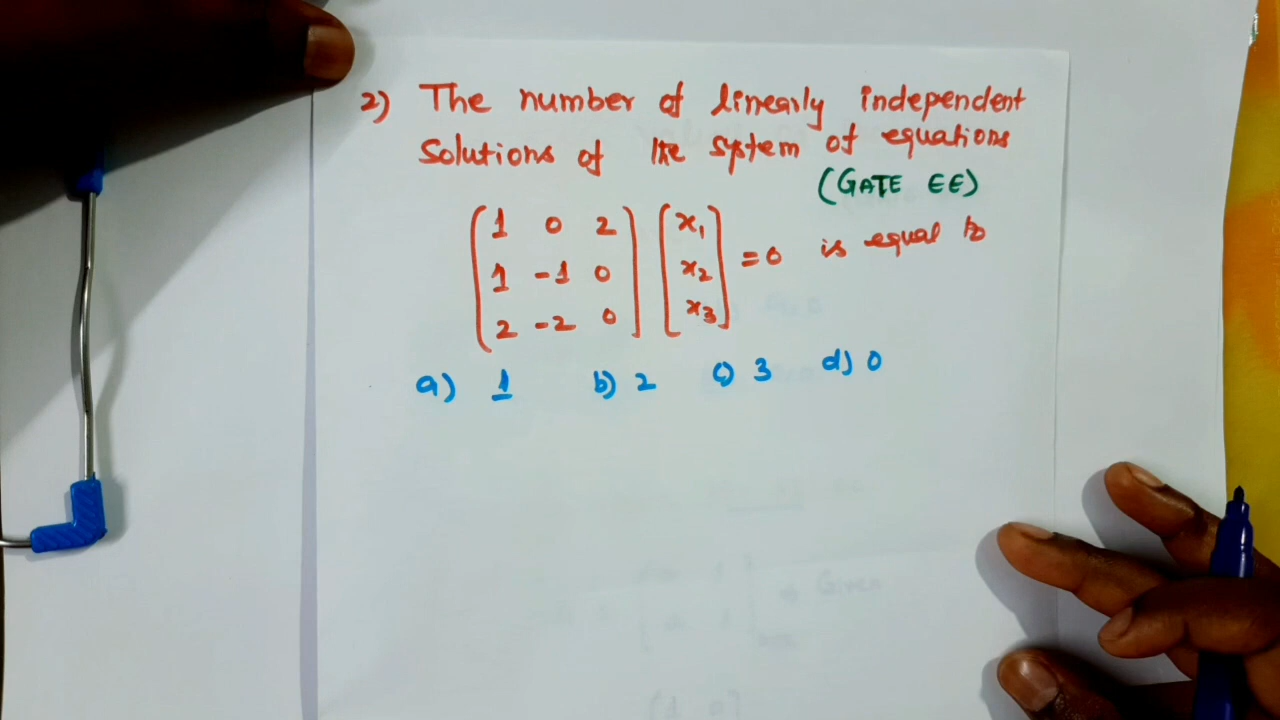 2) The number of linearly independent
Solutions of the system of equations
(GATE EE)
1 0 2 x₁
1 -1 0 x₂ = 0 is equal to
2 -2 0 x₃
a) 1 b) 2 c) 3 d) 0
Given